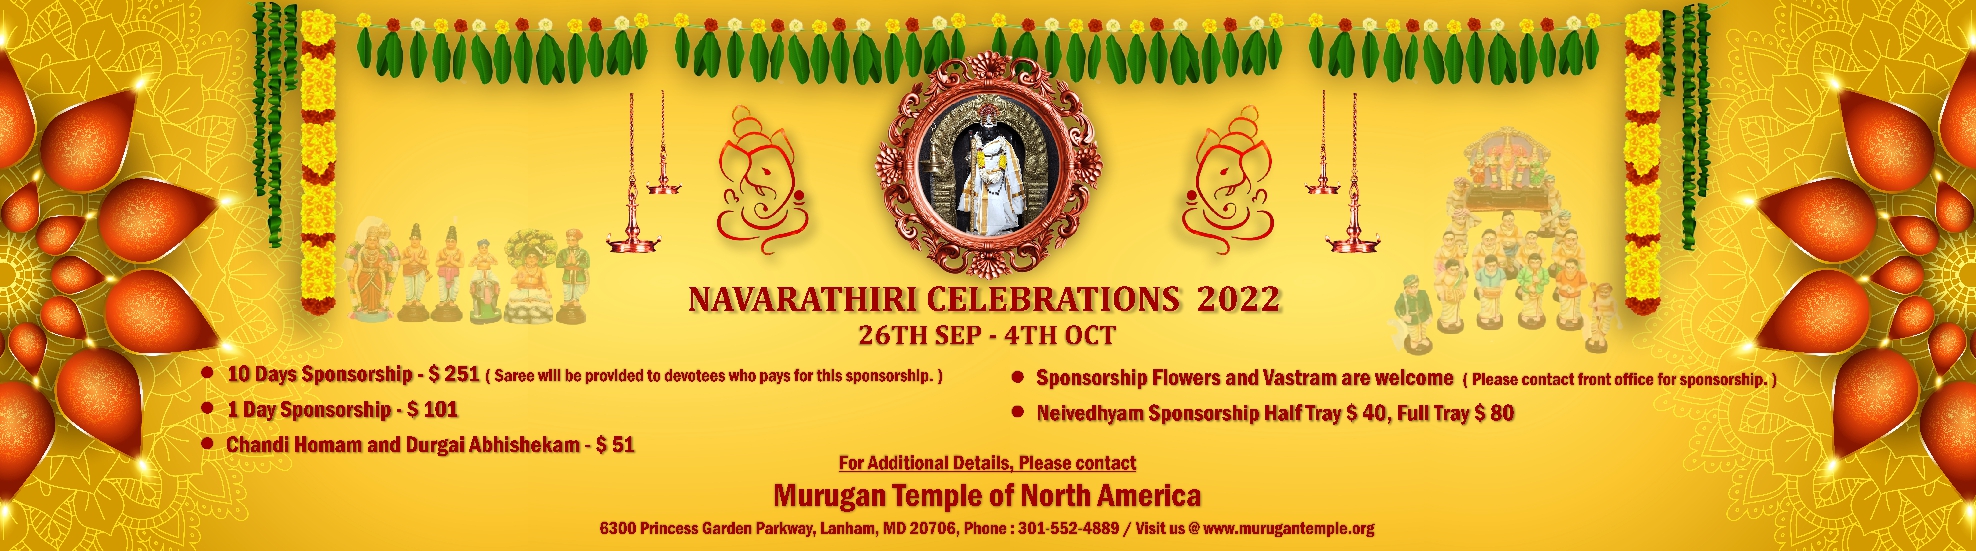 NAVARATHIRI CELEBRATIONS 2022
26TH SEP - 4TH OCT
10 Days Sponsorship - $ 251 ( Saree will be provided to devotees who pays for this sponsorship. )
1 Day Sponsorship - $ 101
Chandi Homam and Durgai Abhishekam - $ 51
Sponsorship Flowers and Vastram are welcome ( Please contact front office for sponsorship. )
Neivedhyam Sponsorship Half Tray $ 40, Full Tray $ 80
For Additional Details, Please contact
Murugan Temple of North America
6300 Princess Garden Parkway, Lanham, MD 20706, Phone : 301-552-4889 / Visit us @ www.murugantemple.org